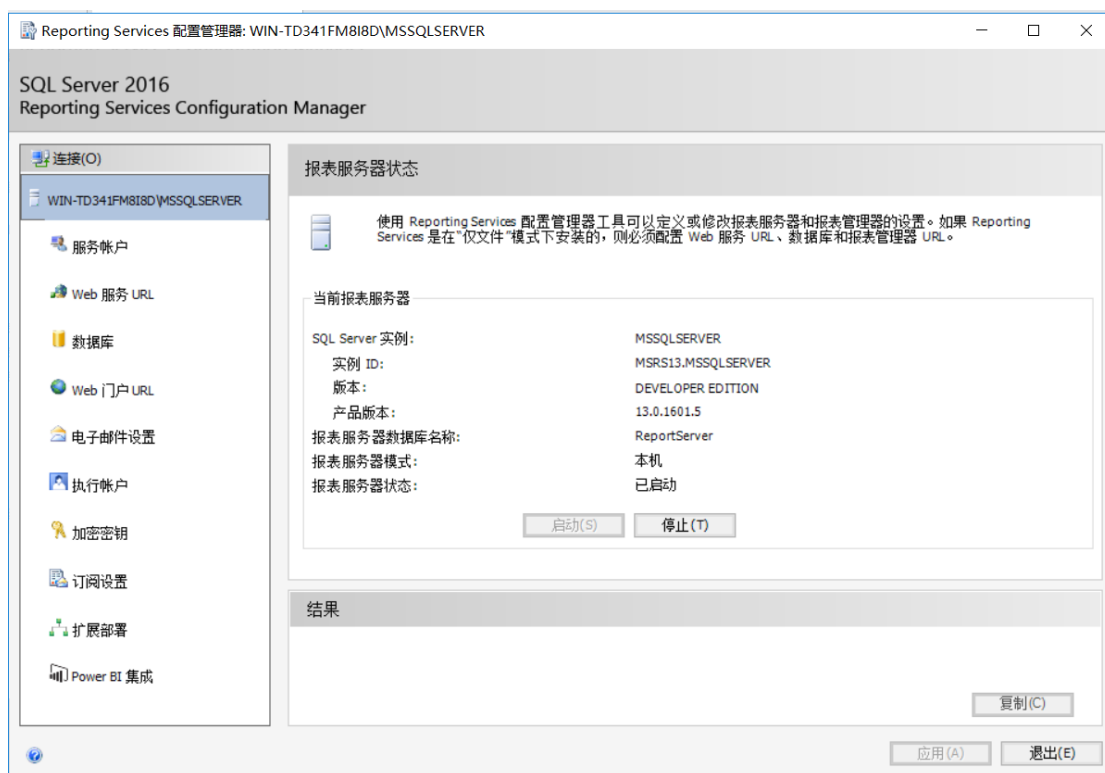 Reporting Services 配置管理器: WIN-TD341FM8I8D\MSSQLSERVER
SQL Server 2016
Reporting Services Configuration Manager
连接(O)
WIN-TD341FM8I8D\MSSQLSERVER
服务帐户
Web 服务 URL
数据库
Web 门户 URL
电子邮件设置
执行帐户
加密密钥
订阅设置
扩展部署
Power BI 集成
报表服务器状态
使用 Reporting Services 配置管理器工具可以定义或修改报表服务器和报表管理器的设置。如果 Reporting
Services 是在“仅文件”模式下安装的，则必须配置 Web 服务 URL、数据库和报表管理器 URL。
当前报表服务器
SQL Server 实例: MSSQLSERVER
实例 ID: MSRS13.MSSQLSERVER
版本: DEVELOPER EDITION
产品版本: 13.0.1601.5
报表服务器数据库名称: ReportServer
报表服务器模式: 本机
报表服务器状态: 已启动
启动(S) 停止(T)
结果
复制(C)
应用(A) 退出(E)